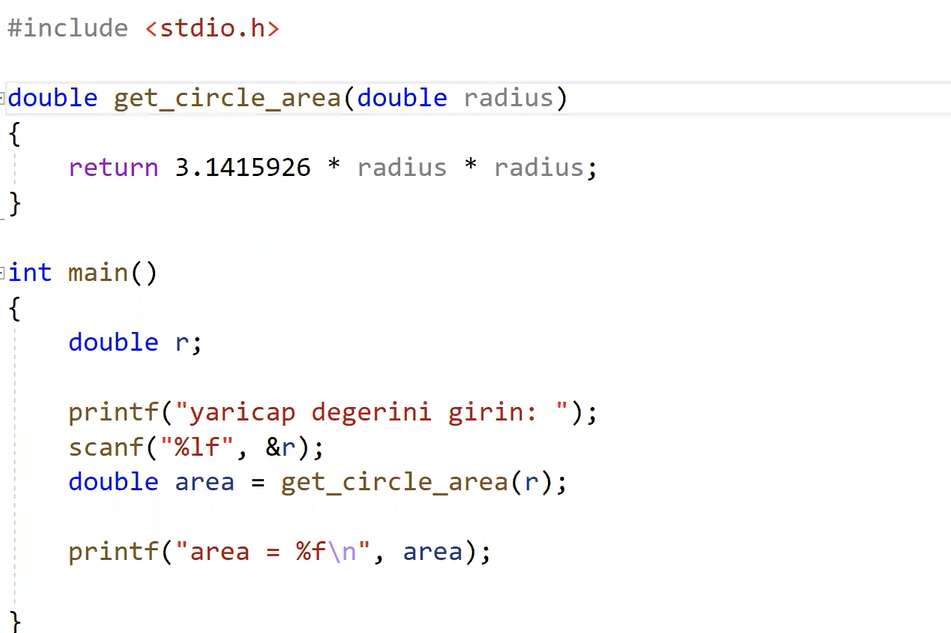 #include <stdio.h>
double get_circle_area(double radius)
{
    return 3.1415926 * radius * radius;
}
int main()
{
    double r;
    printf("yaricap degerini girin: ");
    scanf("%lf", &r);
    double area = get_circle_area(r);
    printf("area = %f\n", area);
}